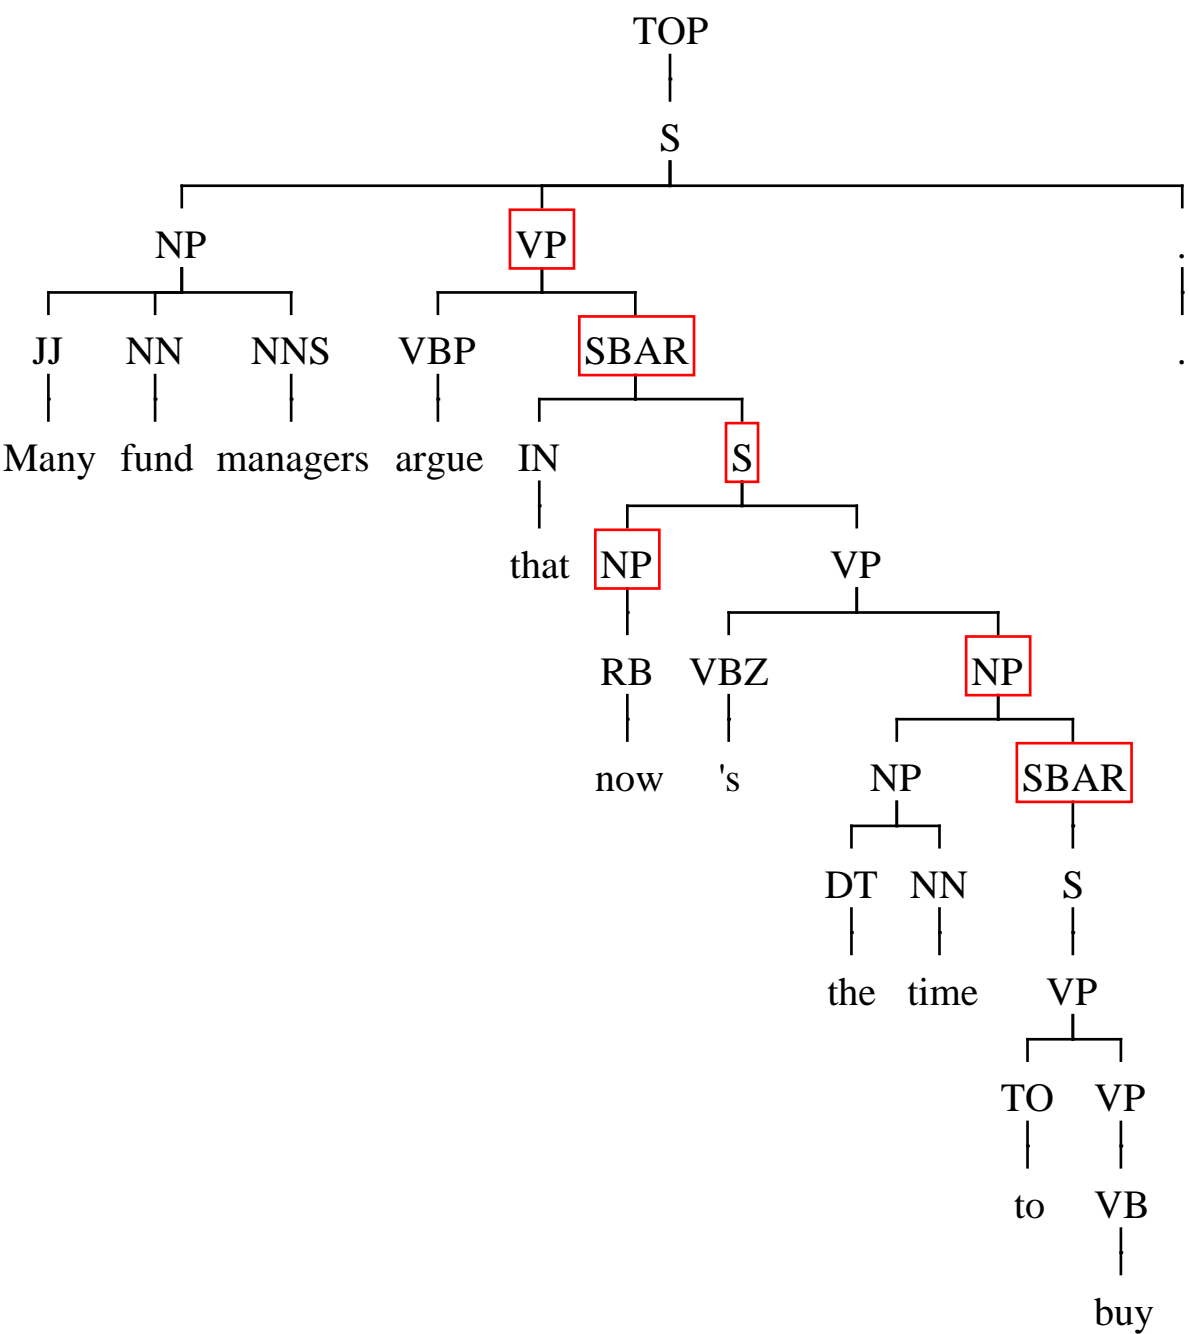 TOP
S
NP VP .
JJ NN NNS VBP SBAR .
Many fund managers argue IN S
that NP VP
RB VBZ NP
now 's NP SBAR
DT NN S
the time VP
TO VP
to VB
buy